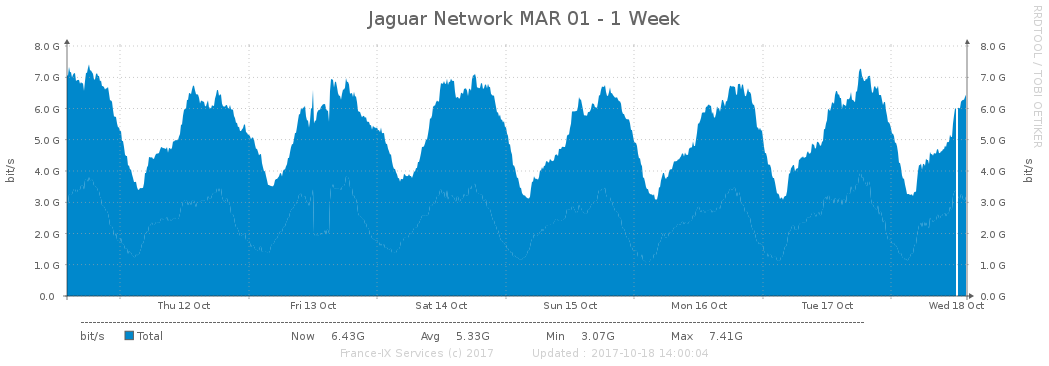 Jaguar Network MAR 01 - 1 Week
RRDTOOL / TOBI OETIKER
bit/s
8.0 G 8.0 G
7.0 G 7.0 G
6.0 G 6.0 G
5.0 G 5.0 G
4.0 G 4.0 G
3.0 G 3.0 G
2.0 G 2.0 G
1.0 G 1.0 G
0.0 0.0 G
bit/s
Thu 12 Oct Fri 13 Oct Sat 14 Oct Sun 15 Oct Mon 16 Oct Tue 17 Oct Wed 18 Oct
bit/s Total Now 6.43G Avg 5.33G Min 3.07G Max 7.41G
France-IX Services (c) 2017 Updated : 2017-10-18 14:00:04